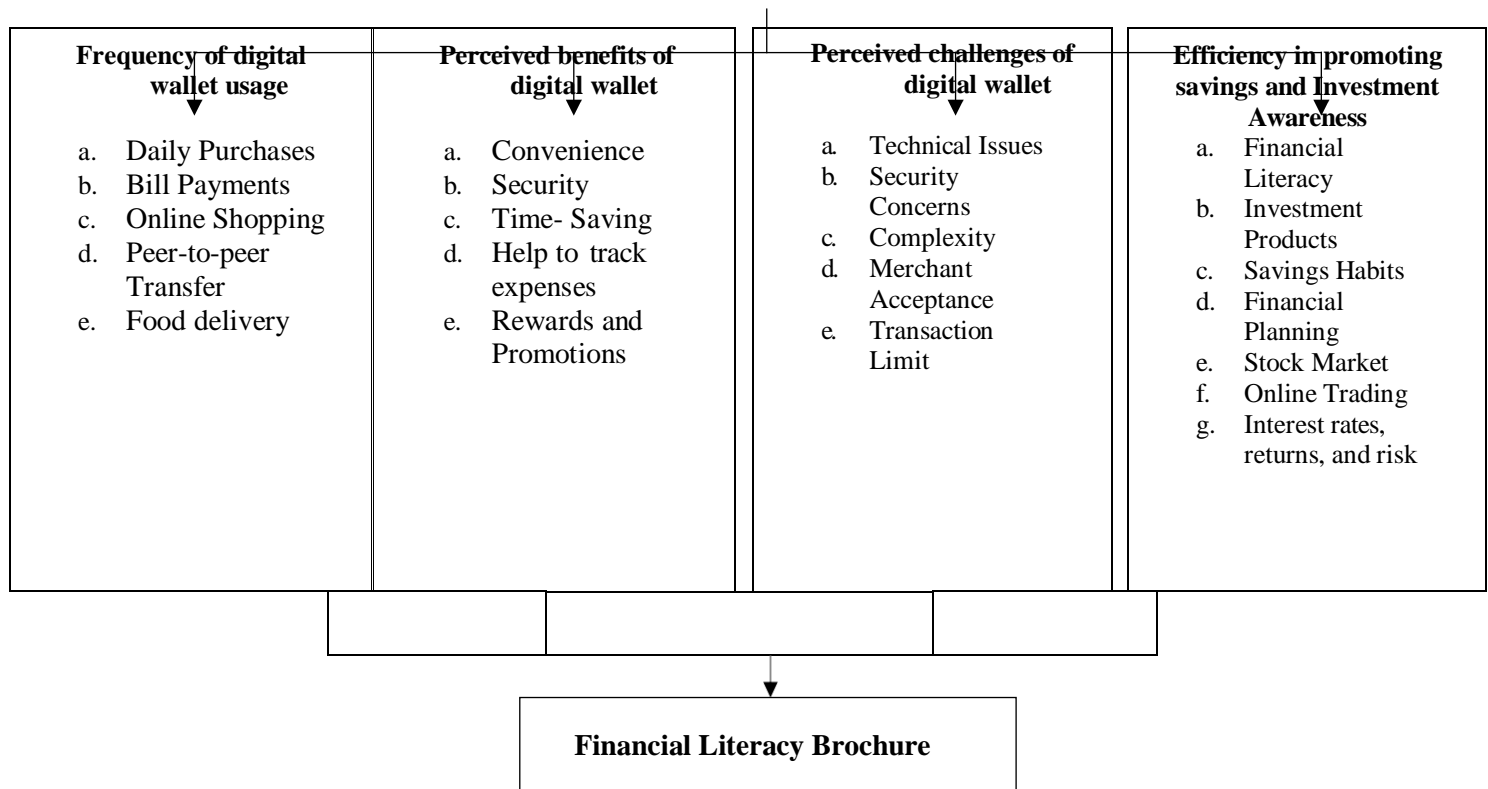 Frequency of digital
wallet usage
a. Daily Purchases
b. Bill Payments
c. Online Shopping
d. Peer-to-peer
Transfer
e. Food delivery
Perceived benefits of
digital wallet
a. Convenience
b. Security
c. Time- Saving
d. Help to track
expenses
e. Rewards and
Promotions
Perceived challenges of
digital wallet
a. Technical Issues
b. Security
Concerns
c. Complexity
d. Merchant
Acceptance
e. Transaction
Limit
Efficiency in promoting
savings and Investment
Awareness
a. Financial
Literacy
b. Investment
Products
c. Savings Habits
d. Financial
Planning
e. Stock Market
f. Online Trading
g. Interest rates,
returns, and risk
Financial Literacy Brochure